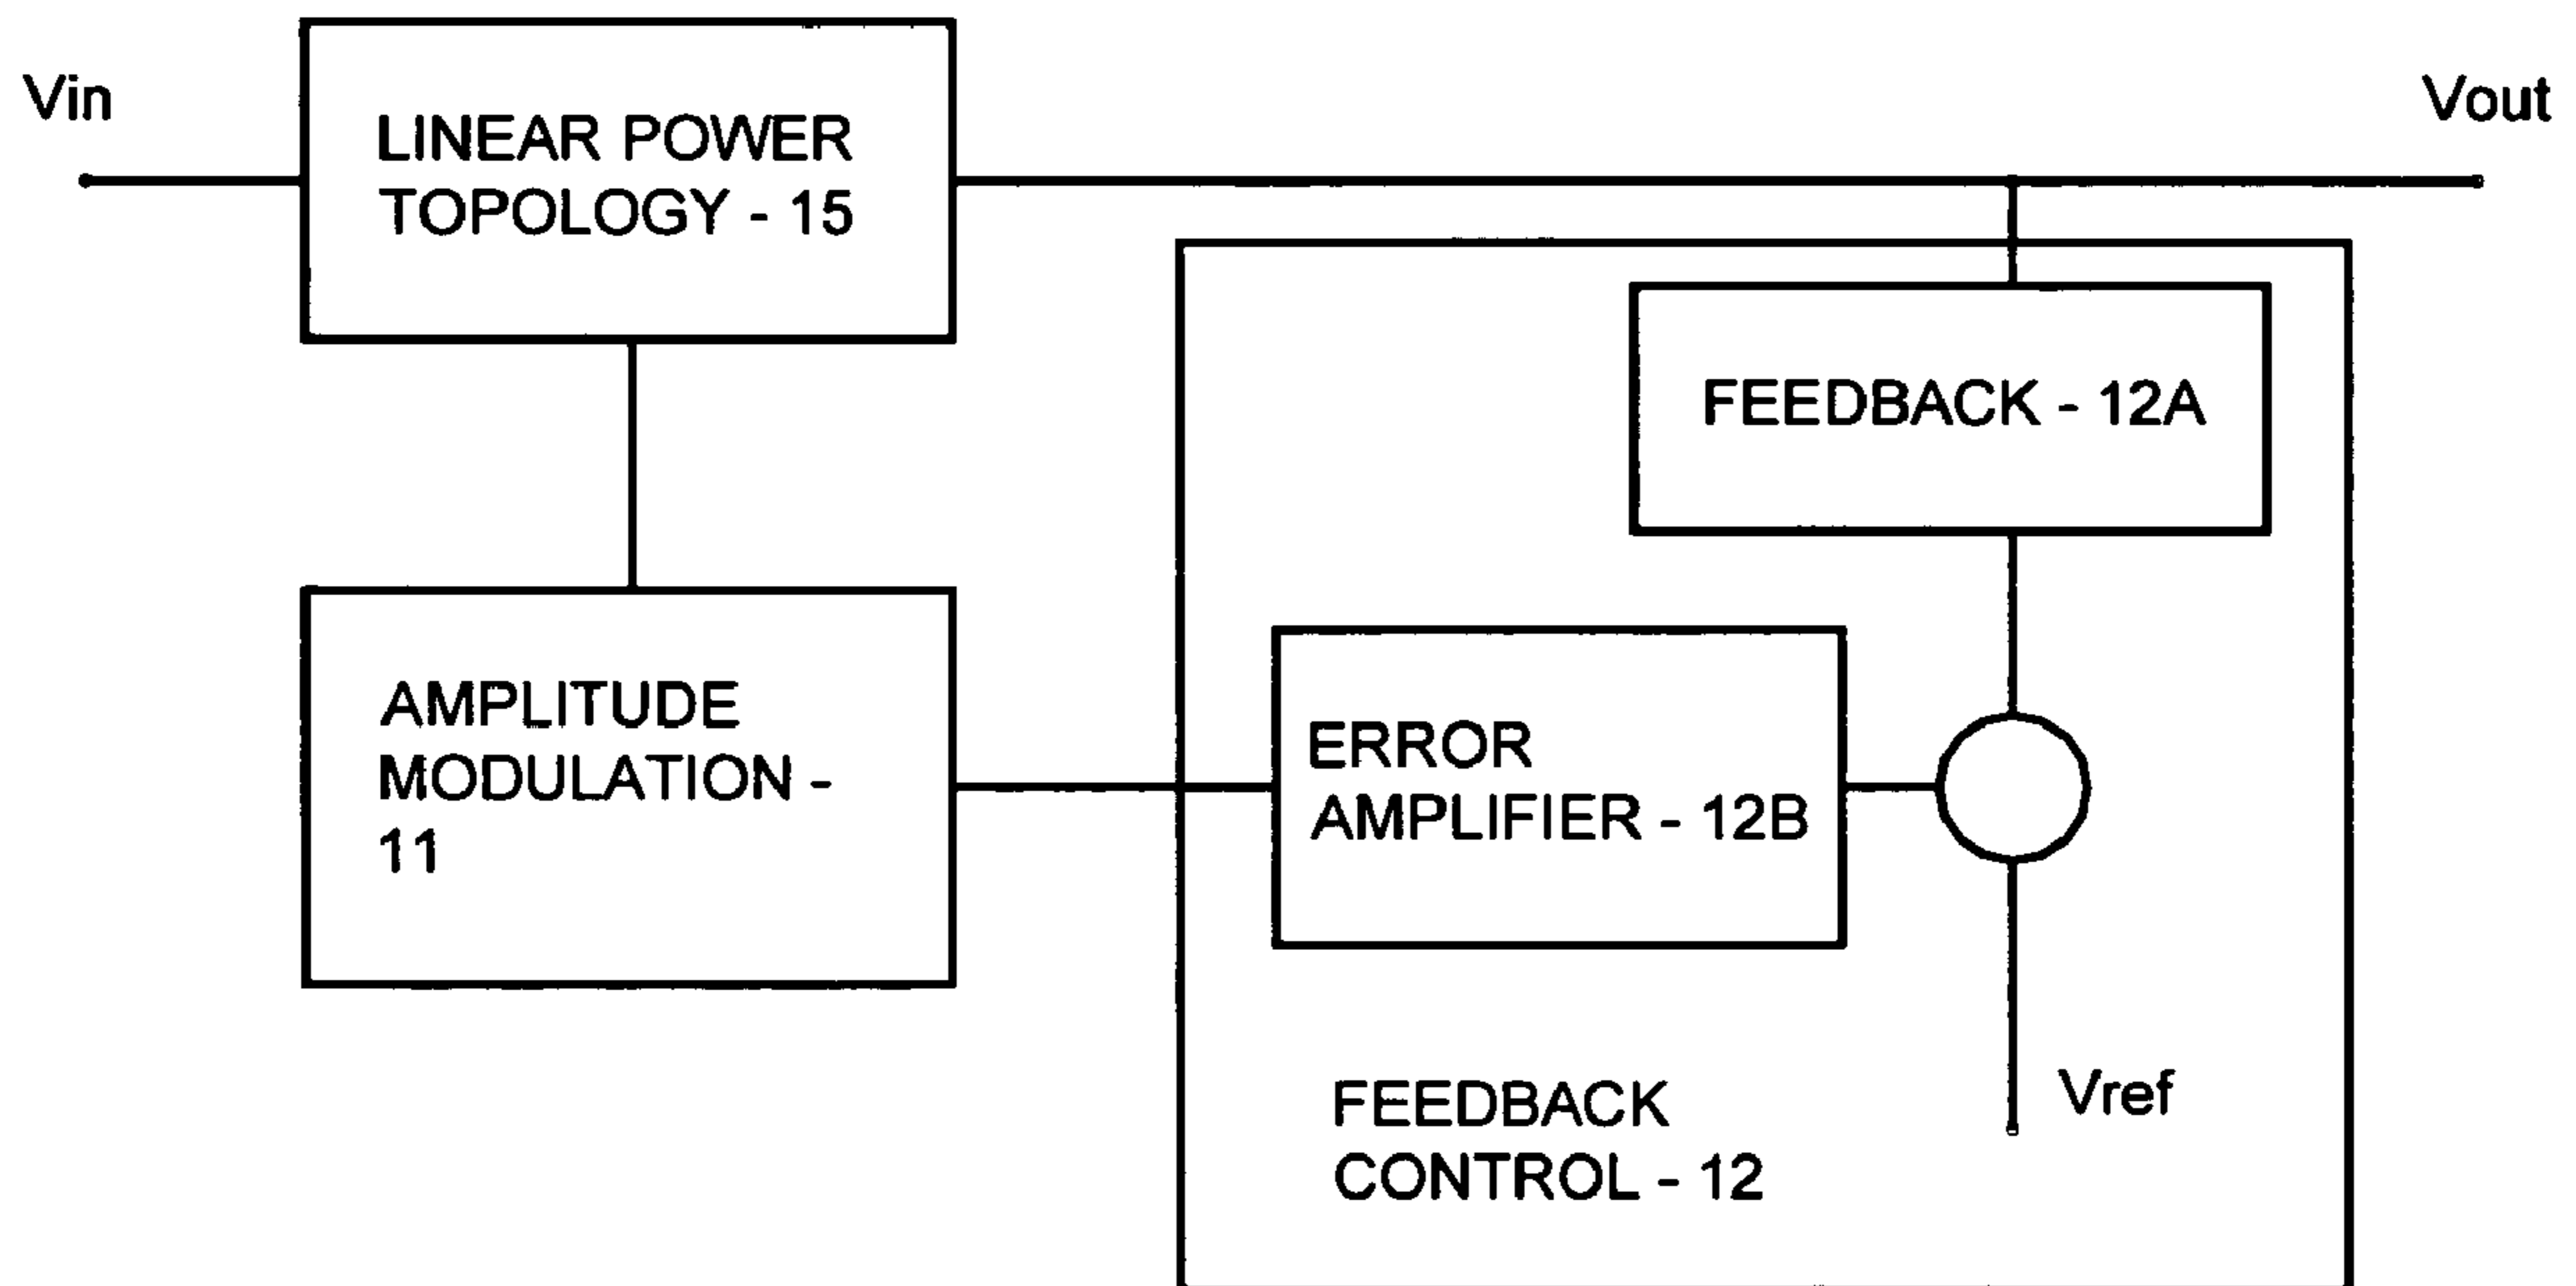 Vin
LINEAR POWER
TOPOLOGY - 15
Vout
FEEDBACK - 12A
AMPLITUDE
MODULATION -
11
ERROR
AMPLIFIER - 12B
FEEDBACK
CONTROL - 12
Vref